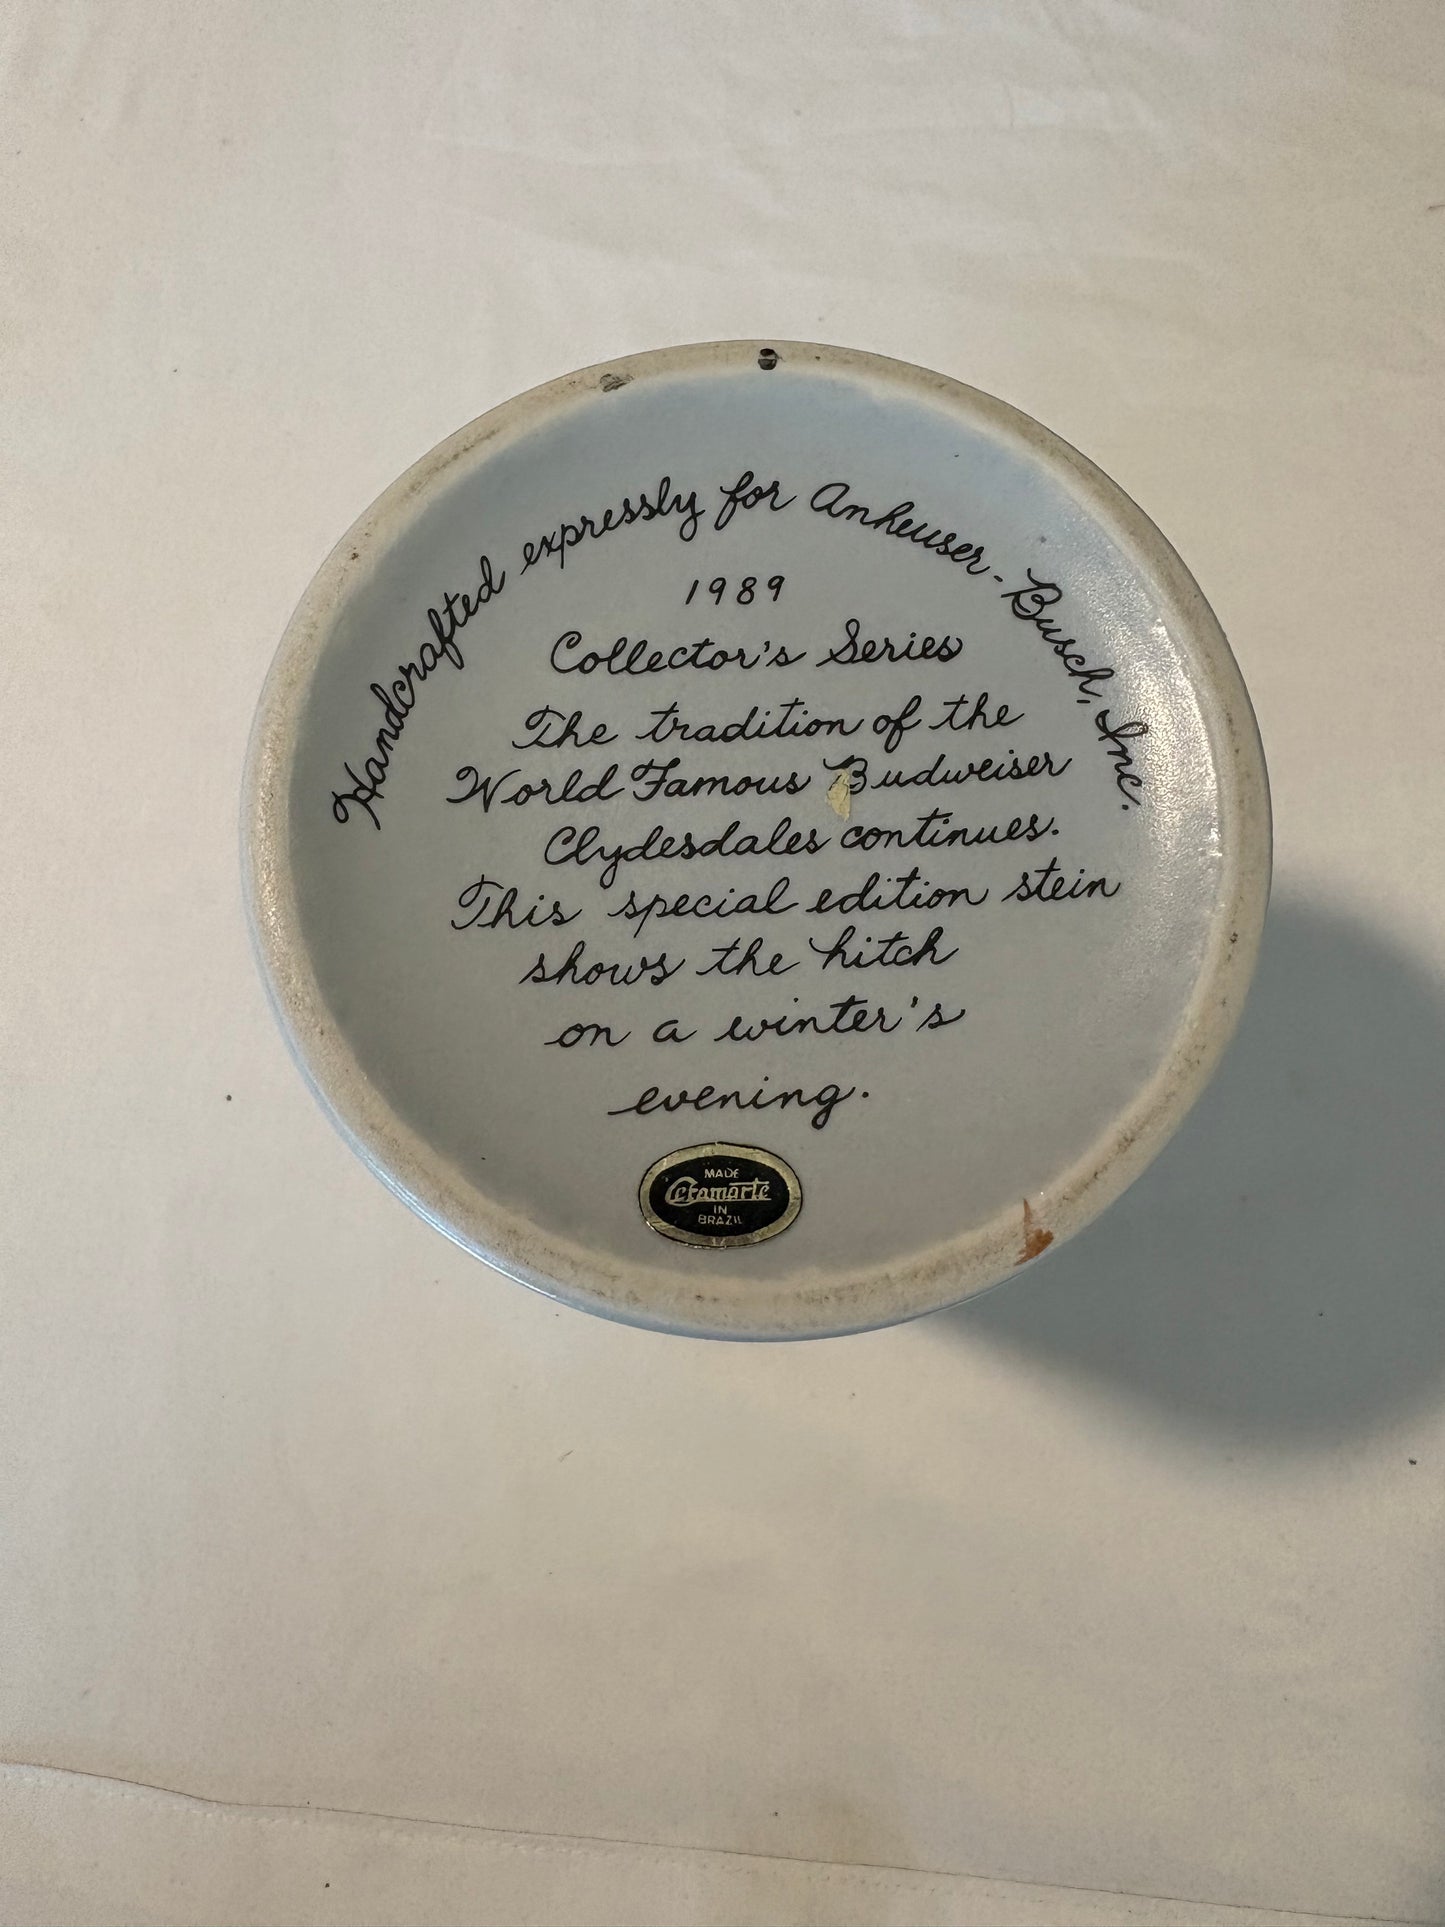 Handcrafted expressly for Anheuser-Busch, Inc.
1989
Collector's Series
The tradition of the
World Famous Budweiser
Clydesdales continues.
This special edition stein
shows the hitch
on a winter's
evening.
MADE
Ceramarte
IN
BRAZIL